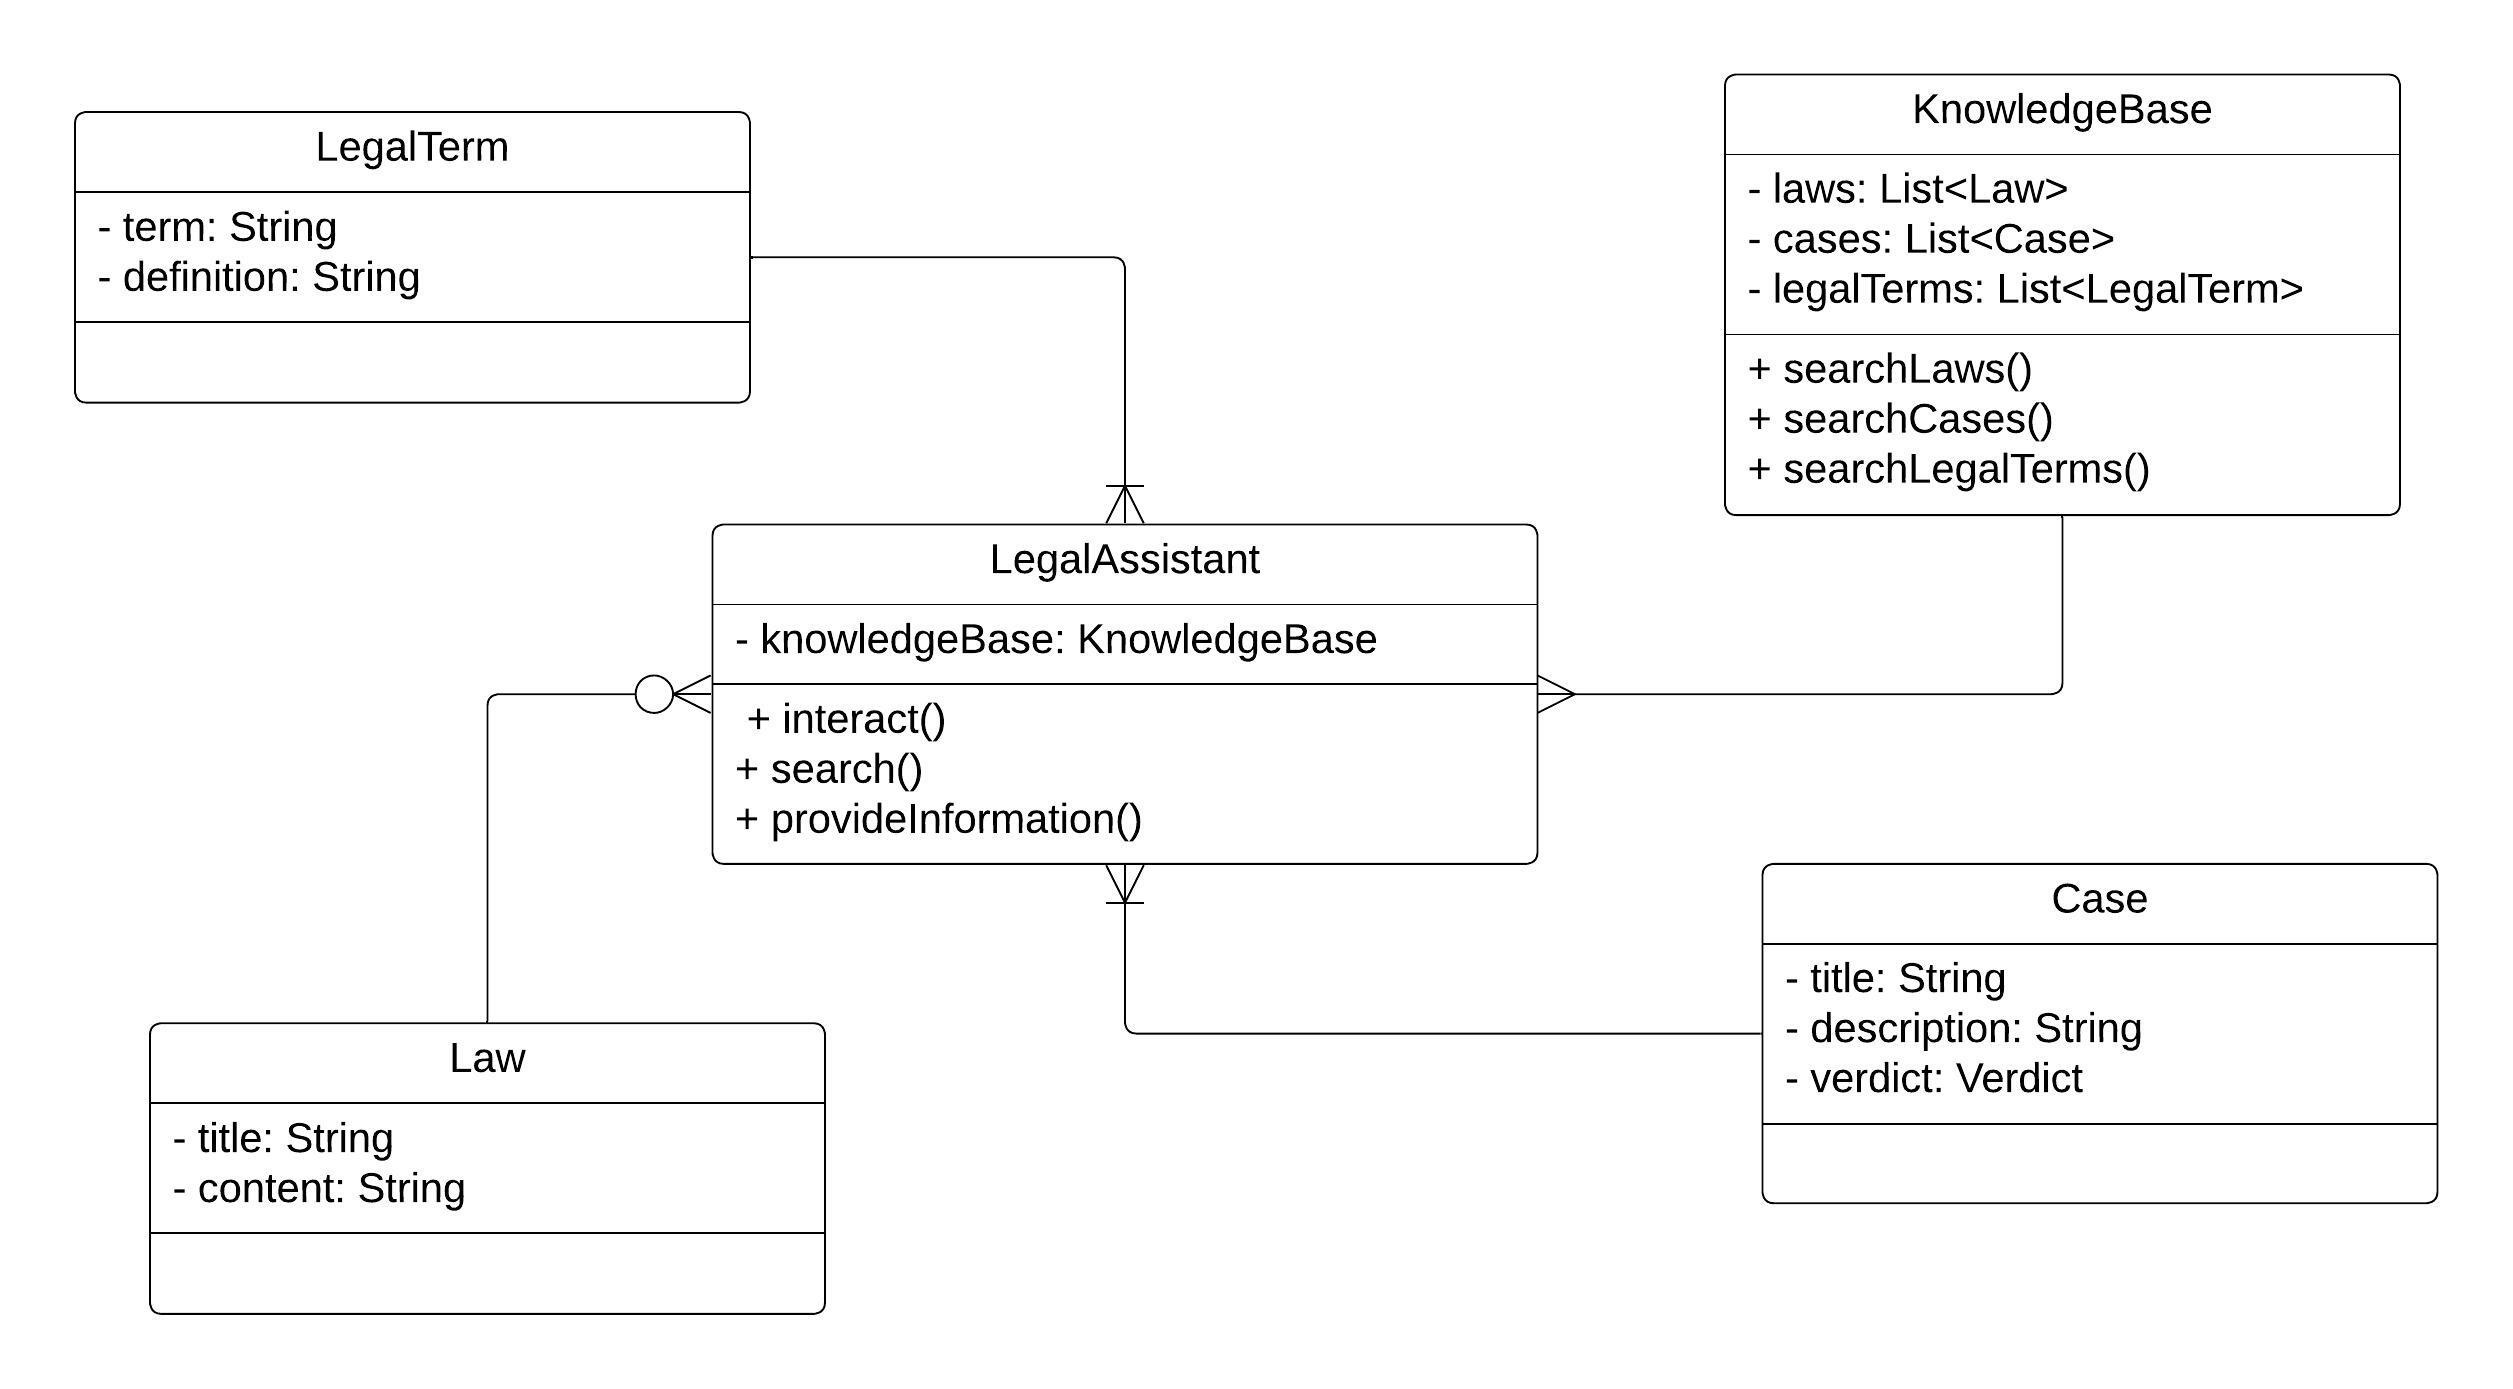 LegalTerm
- term: String
- definition: String
KnowledgeBase
- laws: List<Law>
- cases: List<Case>
- legalTerms: List<LegalTerm>
+ searchLaws()
+ searchCases()
+ searchLegalTerms()
LegalAssistant
- knowledgeBase: KnowledgeBase
+ interact()
+ search()
+ provideInformation()
Law
- title: String
- content: String
Case
- title: String
- description: String
- verdict: Verdict